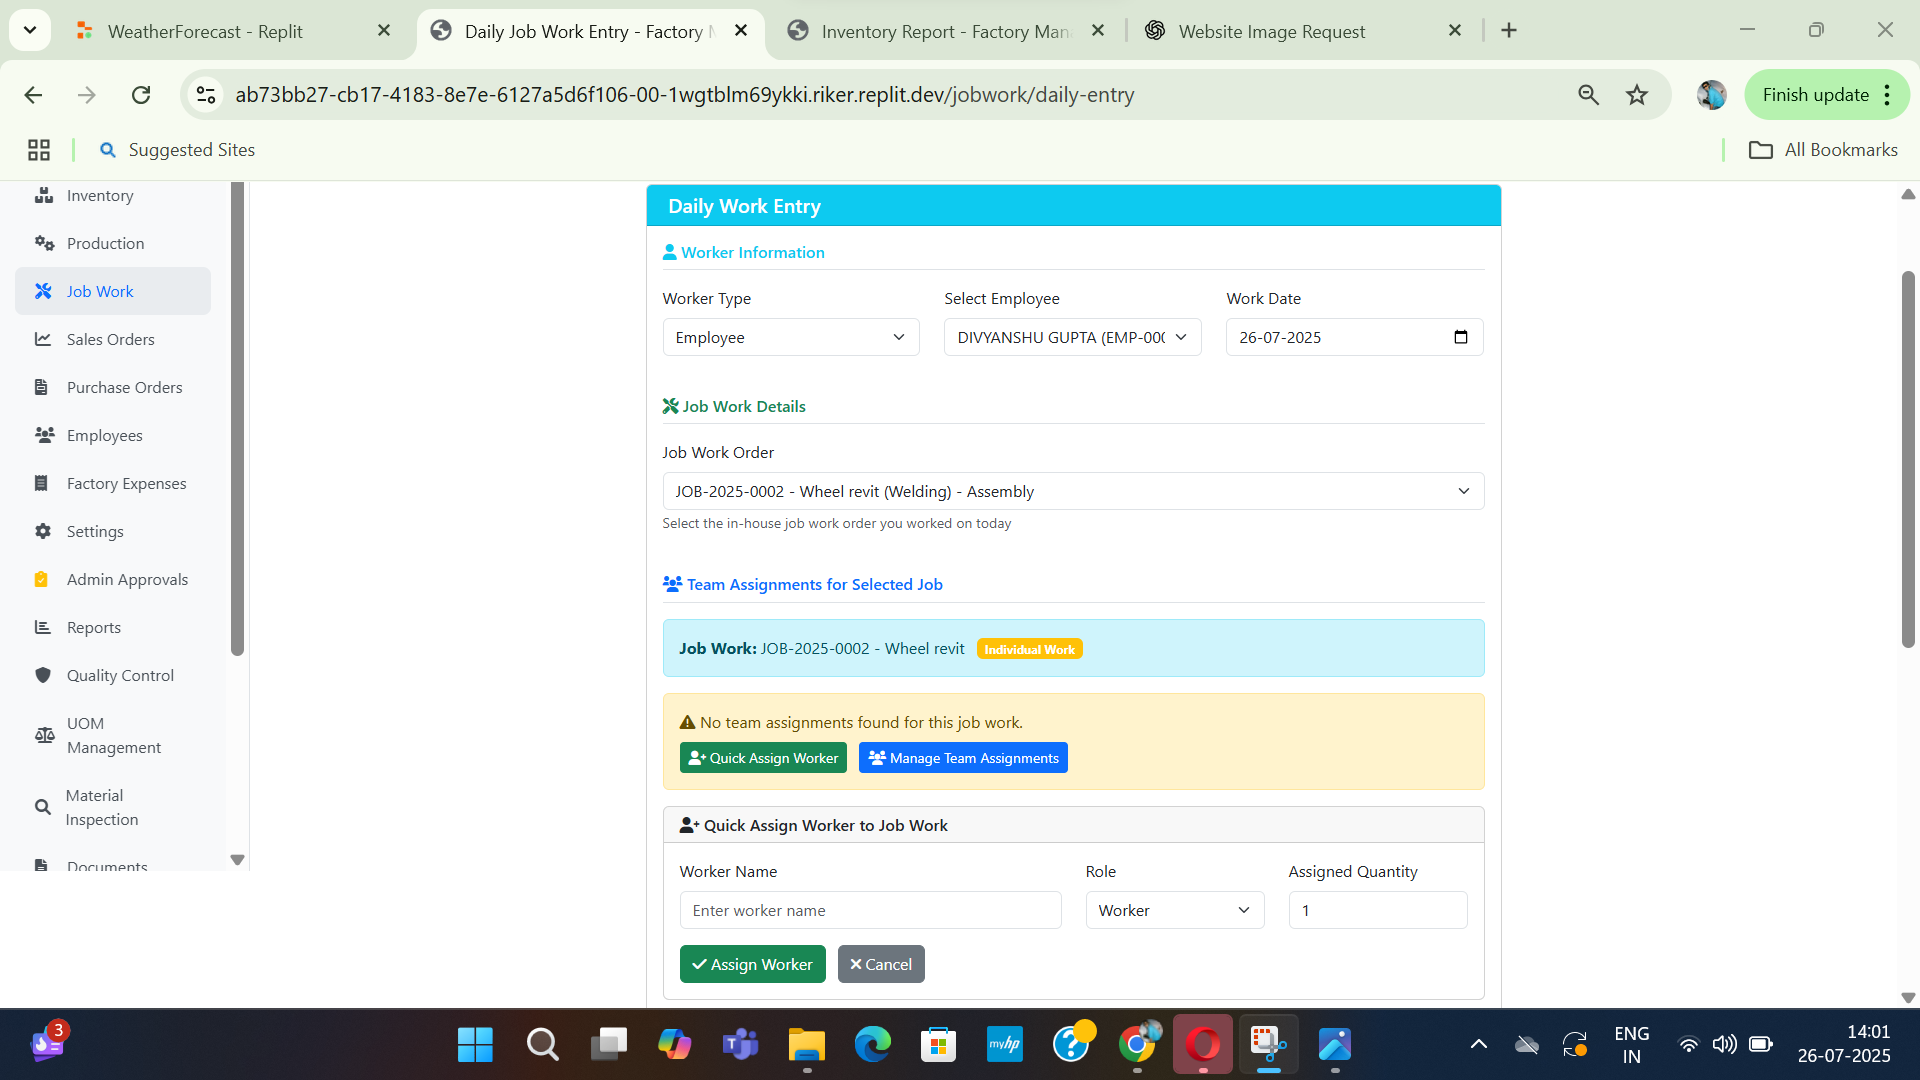 WeatherForecast - Replit
Daily Job Work Entry - Factory M
Inventory Report - Factory Man
Website Image Request
ab73bb27-cb17-4183-8e7e-6127a5d6f106-00-1wgtblm69ykki.riker.replit.dev/jobwork/daily-entry
Finish update
Suggested Sites
All Bookmarks
Inventory
Production
Job Work
Sales Orders
Purchase Orders
Employees
Factory Expenses
Settings
Admin Approvals
Reports
Quality Control
UOM
Management
Material
Inspection
Documents
Daily Work Entry
Worker Information
Worker Type
Select Employee
Work Date
Employee
DIVYANSHU GUPTA (EMP-000
26-07-2025
Job Work Details
Job Work Order
JOB-2025-0002 - Wheel revit (Welding) - Assembly
Select the in-house job work order you worked on today
Team Assignments for Selected Job
Job Work: JOB-2025-0002 - Wheel revit Individual Work
No team assignments found for this job work.
Quick Assign Worker
Manage Team Assignments
Quick Assign Worker to Job Work
Worker Name
Role
Assigned Quantity
Enter worker name
Worker
1
Assign Worker
Cancel
3
myhp
ENG
IN
14:01
26-07-2025